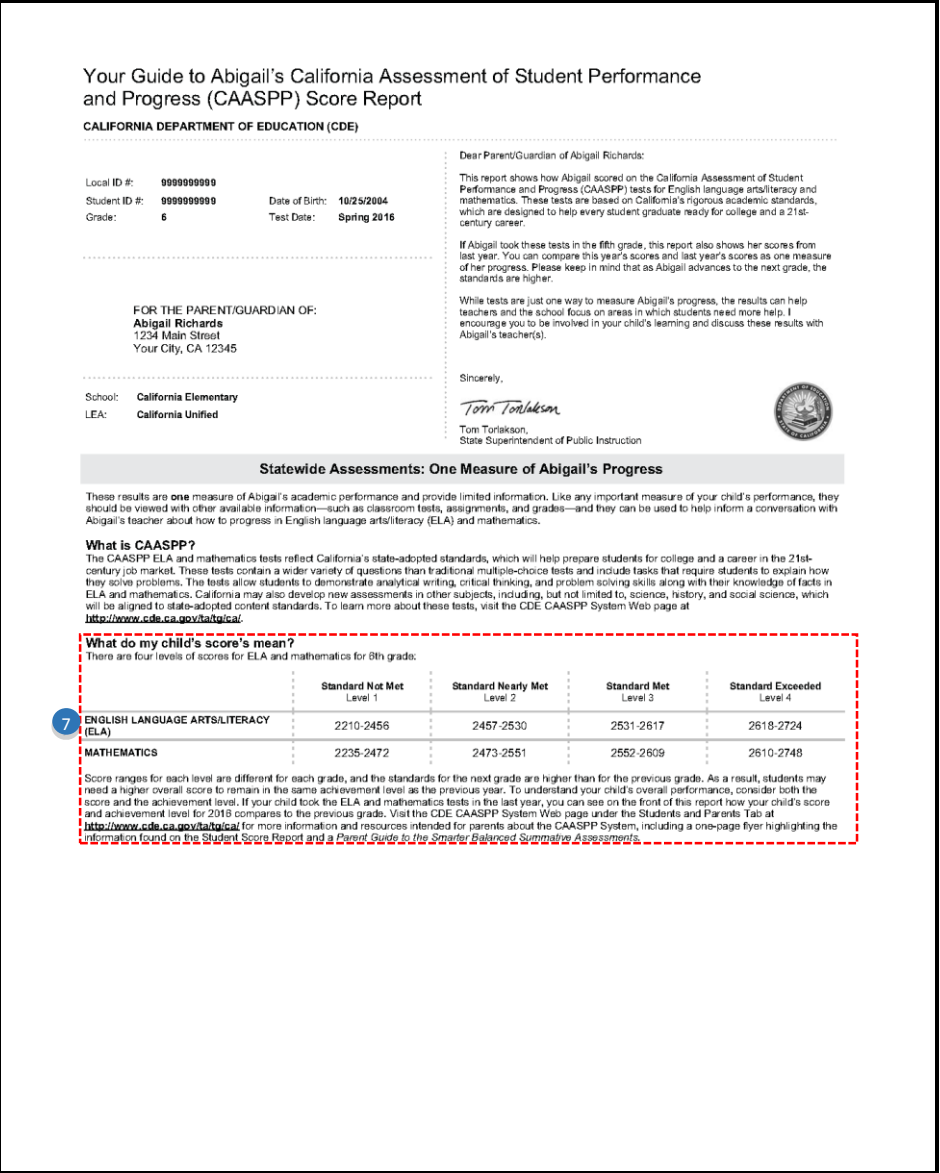 Your Guide to Abigail's California Assessment of Student Performance
and Progress (CAASPP) Score Report
CALIFORNIA DEPARTMENT OF EDUCATION (CDE)
Local ID #: 9999999999
Student ID #: 9999999999 Date of Birth: 10/25/2004
Grade: 6 Test Date: Spring 2016
FOR THE PARENT/GUARDIAN OF:
Abigail Richards
1234 Main Street
Your City, CA 12345
School: California Elementary
LEA: California Unified
Dear Parent/Guardian of Abigail Richards:
This report shows how Abigail scored on the California Assessment of Student
Performance and Progress (CAASPP) tests for English language arts/literacy and
mathematics. These tests are based on California's rigorous academic standards,
which are designed to help every student graduate ready for college and a 21st-
century career.
If Abigail took these tests in the fifth grade, this report also shows her scores from
last year. You can compare this year's scores and last year's scores as one measure
of her progress. Please keep in mind that as Abigail advances to the next grade, the
standards are higher.
While tests are just one way to measure Abigail's progress, the results can help
teachers and the school focus on areas in which students need more help. I
encourage you to be involved in your child's learning and discuss these results with
Abigail's teacher(s).
Sincerely,
Tom Torlakson
Tom Torlakson,
State Superintendent of Public Instruction
Statewide Assessments: One Measure of Abigail's Progress
These results are one measure of Abigail's academic performance and provide limited information. Like any important measure of your child's performance, they
should be viewed with other available information—such as classroom tests, assignments, and grades—and they can be used to help inform a conversation with
Abigail's teacher about how to progress in English language arts/literacy (ELA) and mathematics.
What is CAASPP?
The CAASPP ELA and mathematics tests reflect California's state-adopted standards, which will help prepare students for college and a career in the 21st-
century job market. These tests contain a wider variety of questions than traditional multiple-choice tests and include tasks that require students to explain how
they solve problems. The tests allow students to demonstrate analytical writing, critical thinking, and problem solving skills along with their knowledge of facts in
ELA and mathematics. California may also develop new assessments in other subjects, including, but not limited to, science, history, and social science, which
will be aligned to state-adopted content standards. To learn more about these tests, visit the CDE CAASPP System Web page at
http://www.cde.ca.gov/ta/tg/ca/.
What do my child's score's mean?
There are four levels of scores for ELA and mathematics for 6th grade:
Standard Not Met Standard Nearly Met Standard Met Standard Exceeded
Level 1 Level 2 Level 3 Level 4
7
ENGLISH LANGUAGE ARTS/LITERACY
(ELA) 2210-2456 2457-2530 2531-2617 2618-2724
MATHEMATICS 2235-2472 2473-2551 2552-2609 2610-2748
Score ranges for each level are different for each grade, and the standards for the next grade are higher than for the previous grade. As a result, students may
need a higher overall score to remain in the same achievement level as the previous year. To understand your child's overall performance, consider both the
score and the achievement level. If your child took the ELA and mathematics tests in the last year, you can see on the front of this report how your child's score
and achievement level for 2016 compares to the previous grade. Visit the CDE CAASPP System Web page under the Students and Parents Tab at
http://www.cde.ca.gov/ta/tg/ca/ for more information and resources intended for parents about the CAASPP System, including a one-page flyer highlighting the
information found on the Student Score Report and a Parent Guide to the Smarter Balanced Summative Assessments.